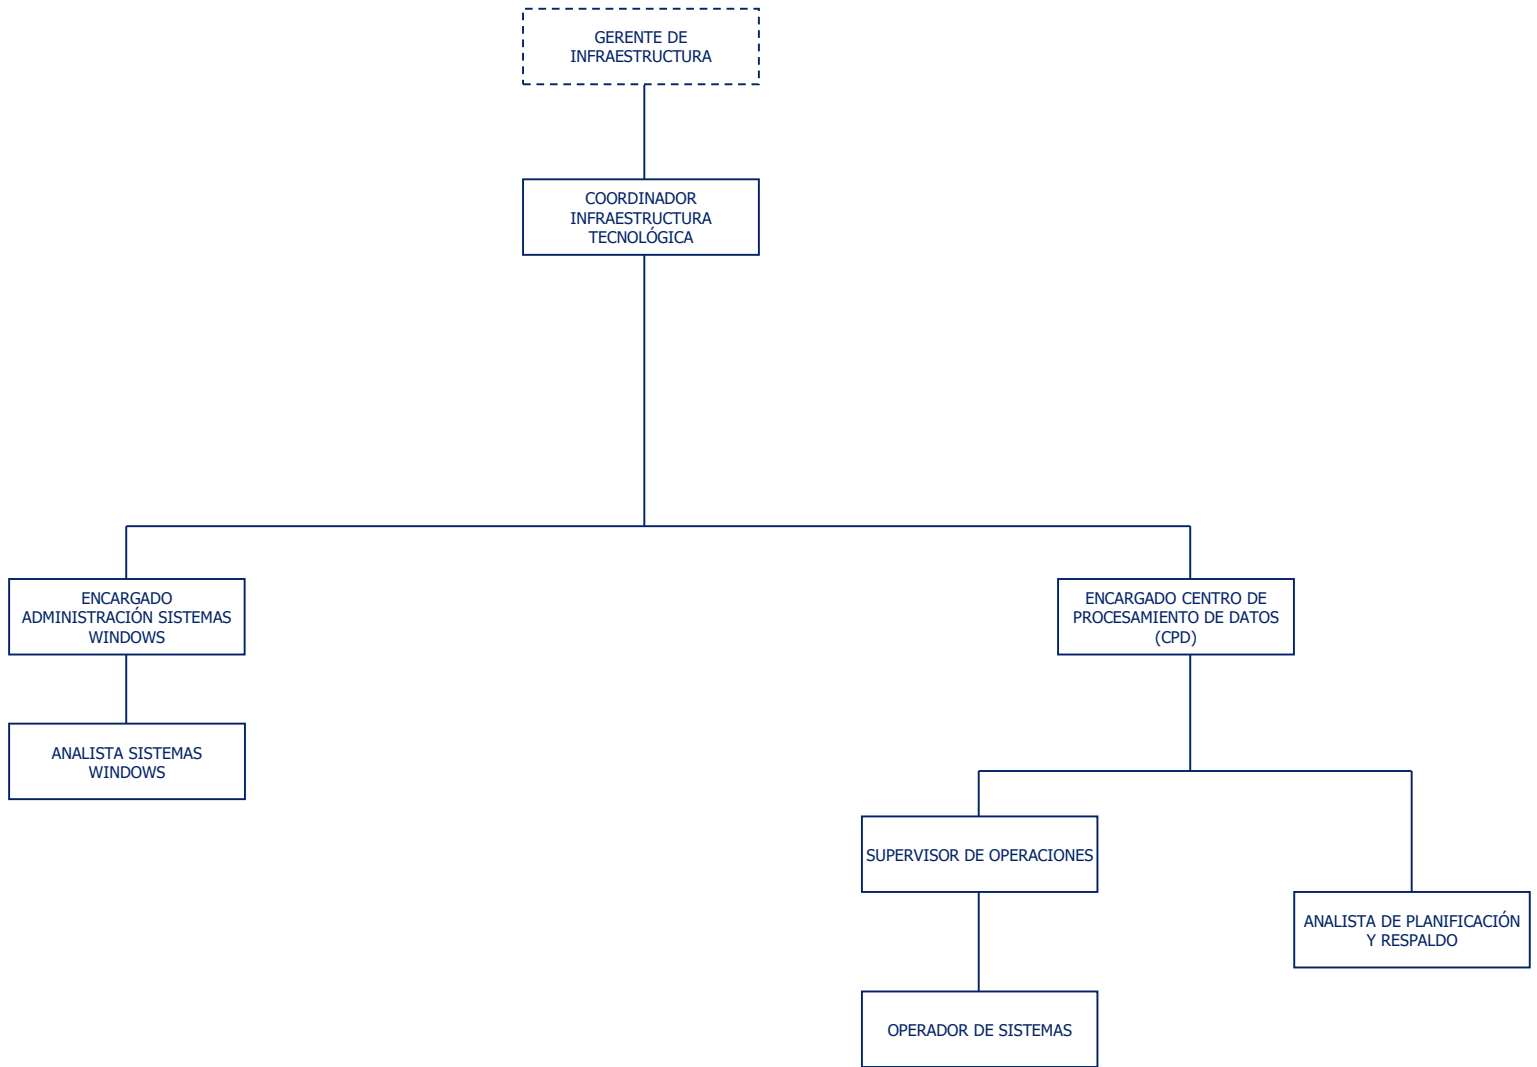 GERENTE DE
INFRAESTRUCTURA
COORDINADOR
INFRAESTRUCTURA
TECNOLÓGICA
ENCARGADO
ADMINISTRACIÓN SISTEMAS
WINDOWS
ENCARGADO CENTRO DE
PROCESAMIENTO DE DATOS
(CPD)
ANALISTA SISTEMAS
WINDOWS
SUPERVISOR DE OPERACIONES
ANALISTA DE PLANIFICACIÓN
Y RESPALDO
OPERADOR DE SISTEMAS